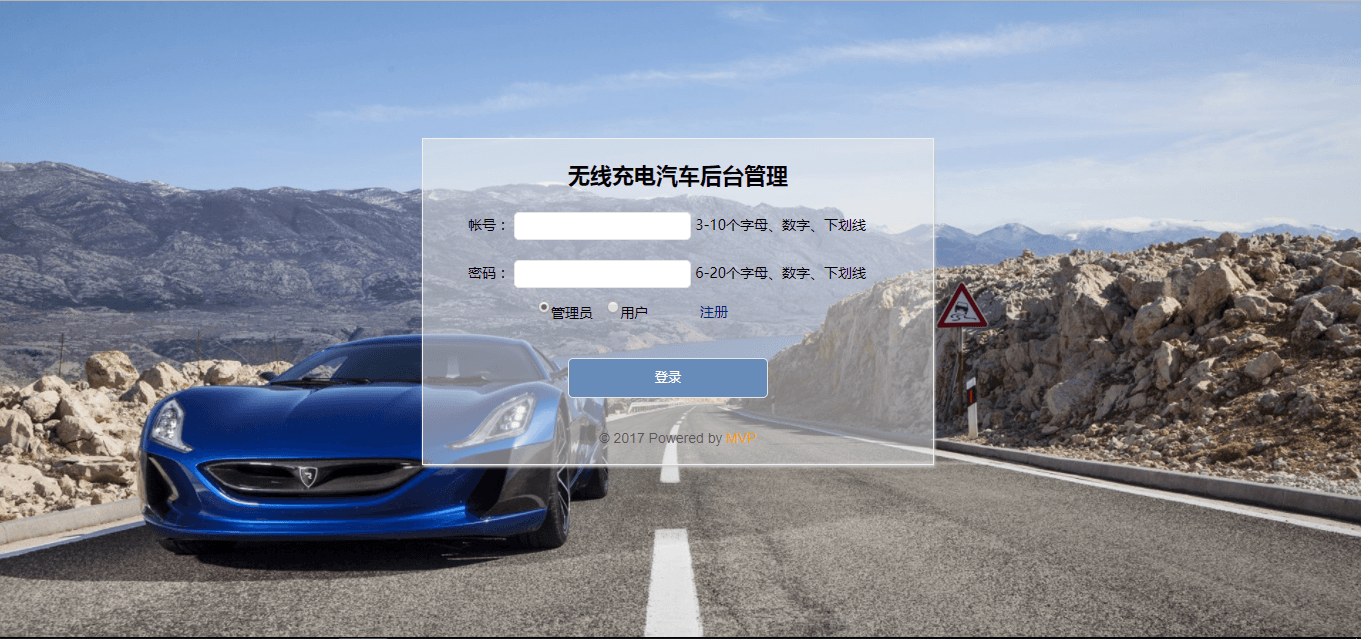 无线充电汽车后台管理
帐号： 3-10个字母、数字、下划线
密码： 6-20个字母、数字、下划线
管理员 用户 注册
登录
© 2017 Powered by MVP